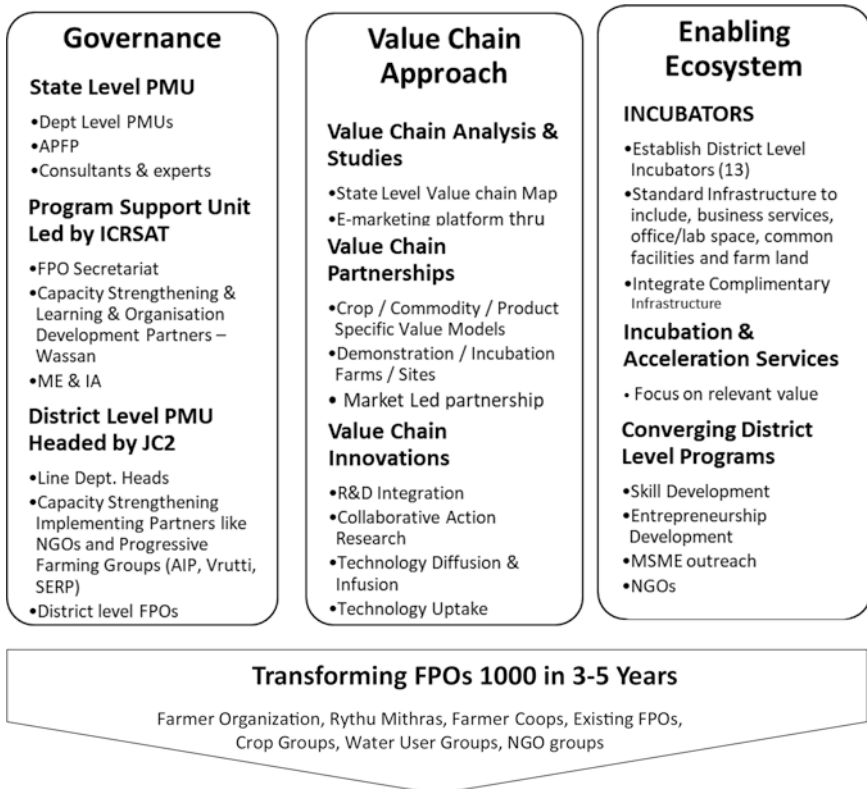 Governance
State Level PMU
•Dept Level PMUs
•APFP
•Consultants & experts
Program Support Unit
Led by ICRSAT
•FPO Secretariat
•Capacity Strengthening &
Learning & Organisation
Development Partners –
Wassan
•ME & IA
District Level PMU
Headed by JC2
•Line Dept. Heads
•Capacity Strengthening
Implementing Partners like
NGOs and Progressive
Farming Groups (AIP, Vrutti,
SERP)
•District level FPOs
Value Chain
Approach
Value Chain Analysis &
Studies
•State Level Value chain Map
•E-marketing platform thru
Value Chain
Partnerships
•Crop / Commodity / Product
Specific Value Models
•Demonstration / Incubation
Farms / Sites
• Market Led partnership
Value Chain
Innovations
•R&D Integration
•Collaborative Action
Research
•Technology Diffusion &
Infusion
•Technology Uptake
Enabling
Ecosystem
INCUBATORS
•Establish District Level
Incubators (13)
•Standard Infrastructure to
include, business services,
office/lab space, common
facilities and farm land
•Integrate Complimentary
Infrastructure
Incubation &
Acceleration Services
• Focus on relevant value
Converging District
Level Programs
•Skill Development
•Entrepreneurship
Development
•MSME outreach
•NGOs
Transforming FPOs 1000 in 3-5 Years
Farmer Organization, Rythu Mithras, Farmer Coops, Existing FPOs,
Crop Groups, Water User Groups, NGO groups